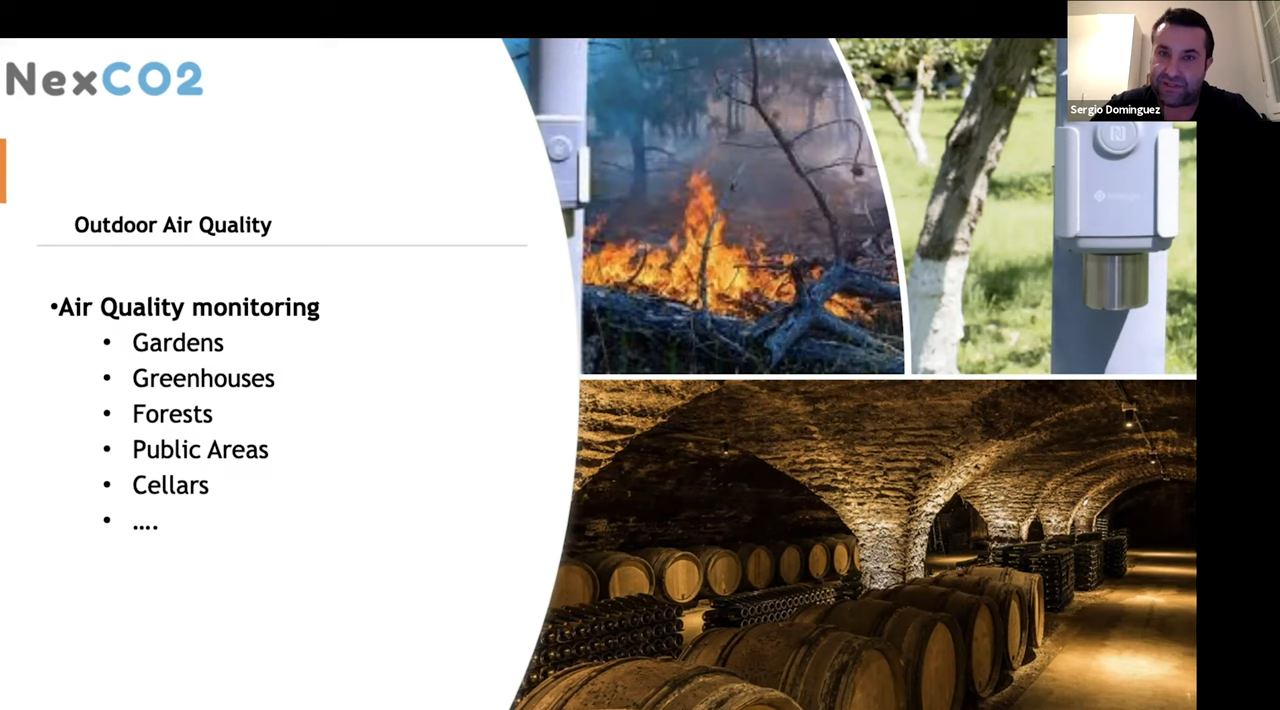 NexCO2
Sergio Dominguez
Outdoor Air Quality
•Air Quality monitoring
• Gardens
• Greenhouses
• Forests
• Public Areas
• Cellars
• ....